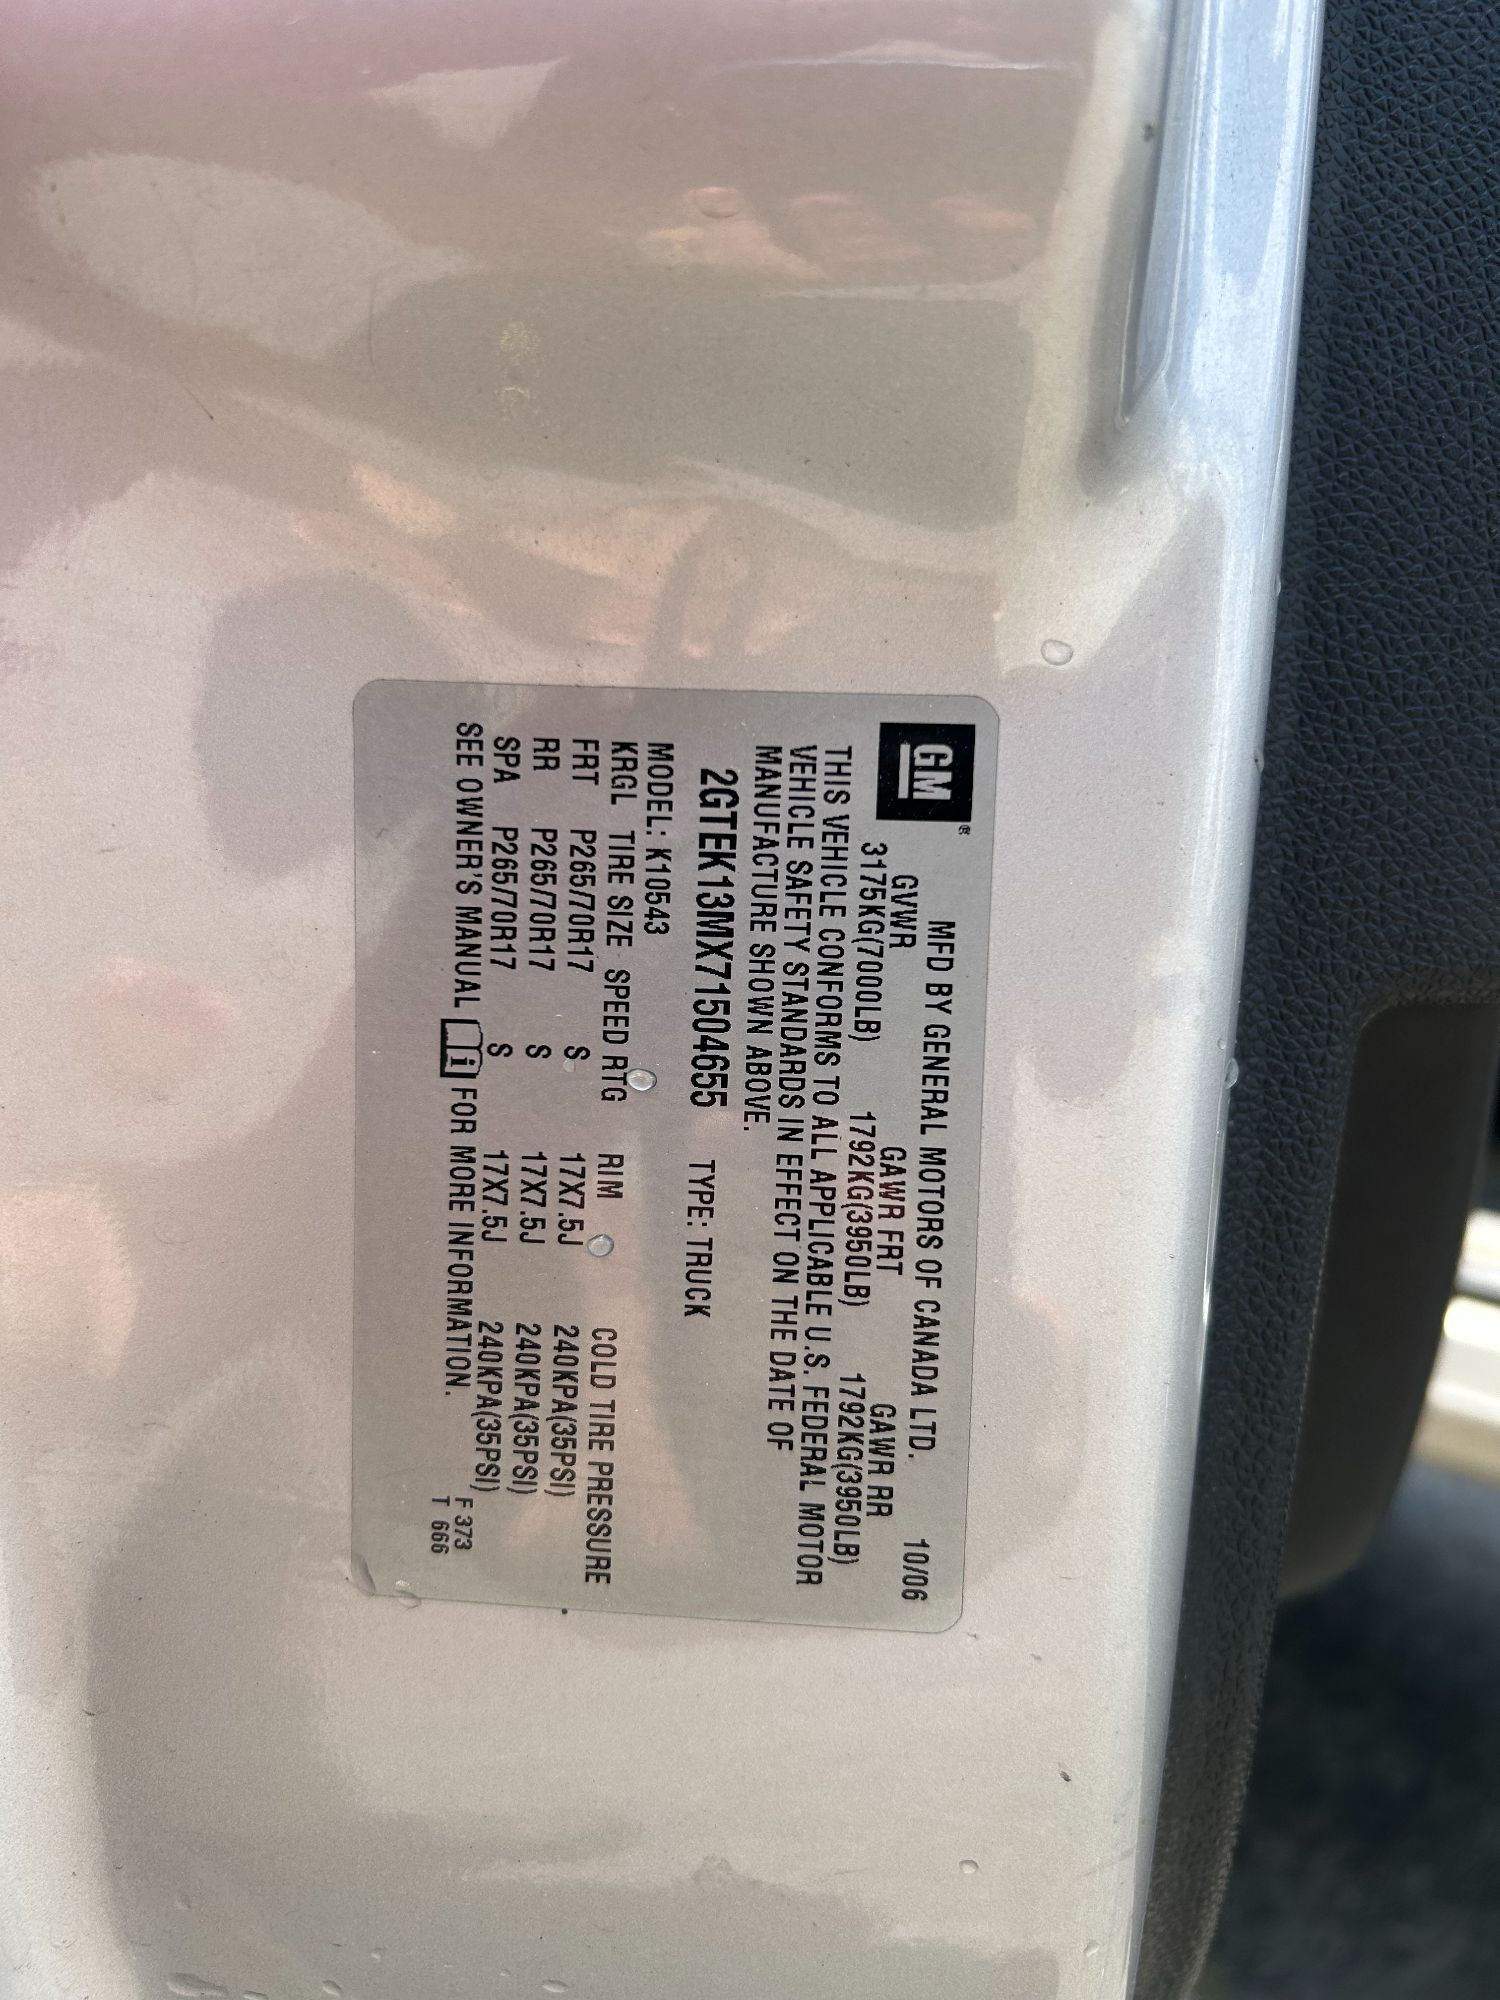 GM®
MFD BY GENERAL MOTORS OF CANADA LTD. 10/06
GVWR GAWR FRT GAWR RR
3175KG(7000LB) 1792KG(3950LB) 1792KG(3950LB)
THIS VEHICLE CONFORMS TO ALL APPLICABLE U.S. FEDERAL MOTOR
VEHICLE SAFETY STANDARDS IN EFFECT ON THE DATE OF
MANUFACTURE SHOWN ABOVE.
2GTEK13MX71504655 TYPE: TRUCK
MODEL: K10543
KRGL TIRE SIZE SPEED RTG RIM COLD TIRE PRESSURE
FRT P265/70R17 S 17X7.5J 240KPA(35PSI)
RR P265/70R17 S 17X7.5J 240KPA(35PSI)
SPA P265/70R17 S 17X7.5J 240KPA(35PSI)
SEE OWNER'S MANUAL i FOR MORE INFORMATION. F 373
T 666